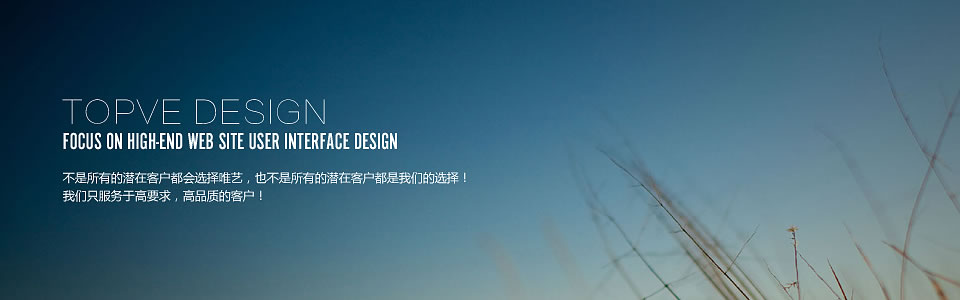 TOPVE DESIGN
FOCUS ON HIGH-END WEB SITE USER INTERFACE DESIGN
不是所有的潜在客户都会选择唯艺，也不是所有的潜在客户都是我们的选择！
我们只服务于高要求，高品质的客户！